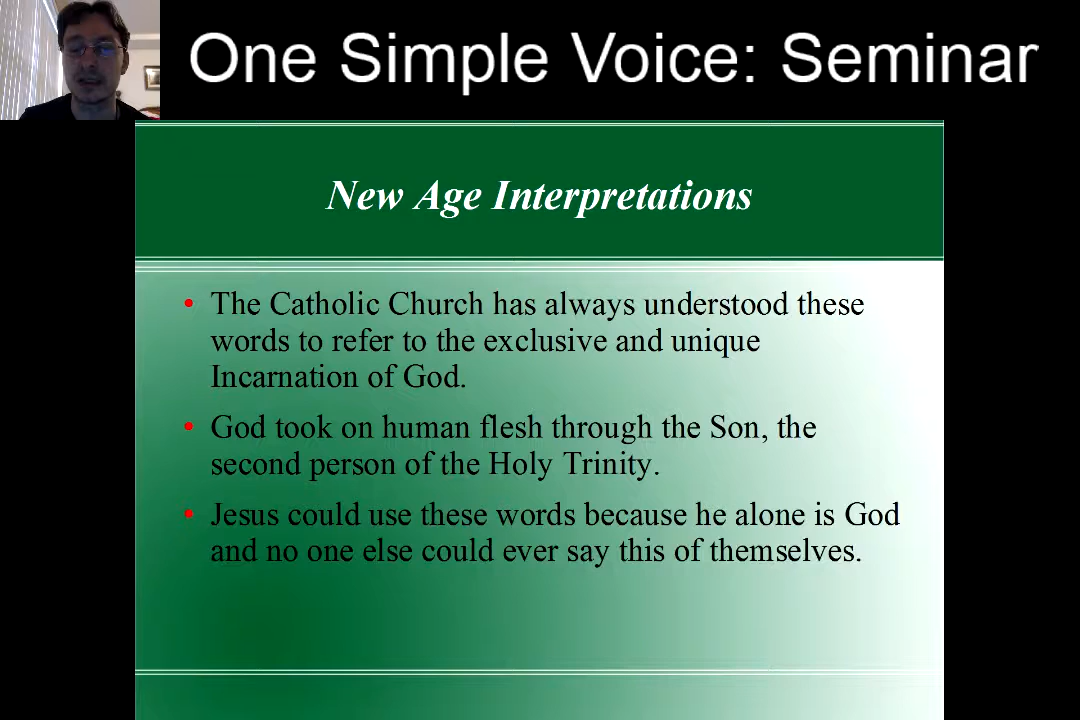 One Simple Voice: Seminar
New Age Interpretations
• The Catholic Church has always understood these
words to refer to the exclusive and unique
Incarnation of God.
• God took on human flesh through the Son, the
second person of the Holy Trinity.
• Jesus could use these words because he alone is God
and no one else could ever say this of themselves.